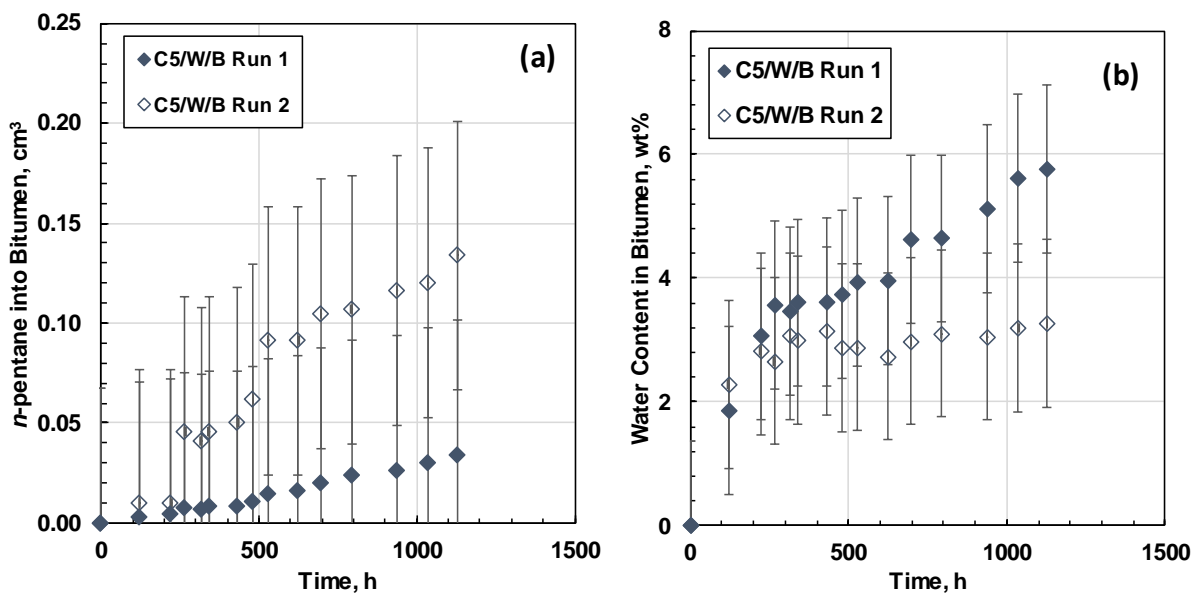 0.25
0.20
0.15
0.10
0.05
0.00
n-pentane into Bitumen, cm³
C5/W/B Run 1
C5/W/B Run 2
(a)
0
500
1000
1500
Time, h
8
6
4
2
0
Water Content in Bitumen, wt%
C5/W/B Run 1
C5/W/B Run 2
(b)
0
500
1000
1500
Time, h